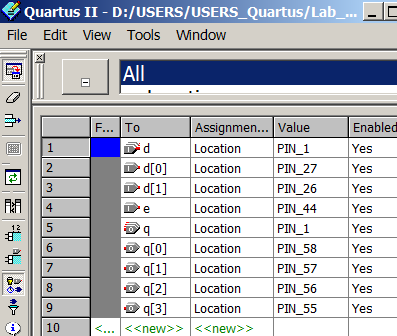 Quartus II - D:/USERS/USERS_Quartus/Lab_...
File Edit View Tools Window
All
F... To Assignmen... Value Enabled
1 d Location PIN_1 Yes
2 d[0] Location PIN_27 Yes
3 d[1] Location PIN_26 Yes
4 e Location PIN_44 Yes
5 q Location PIN_1 Yes
6 q[0] Location PIN_58 Yes
7 q[1] Location PIN_57 Yes
8 q[2] Location PIN_56 Yes
9 q[3] Location PIN_55 Yes
10 <... <<new>> <<new>>